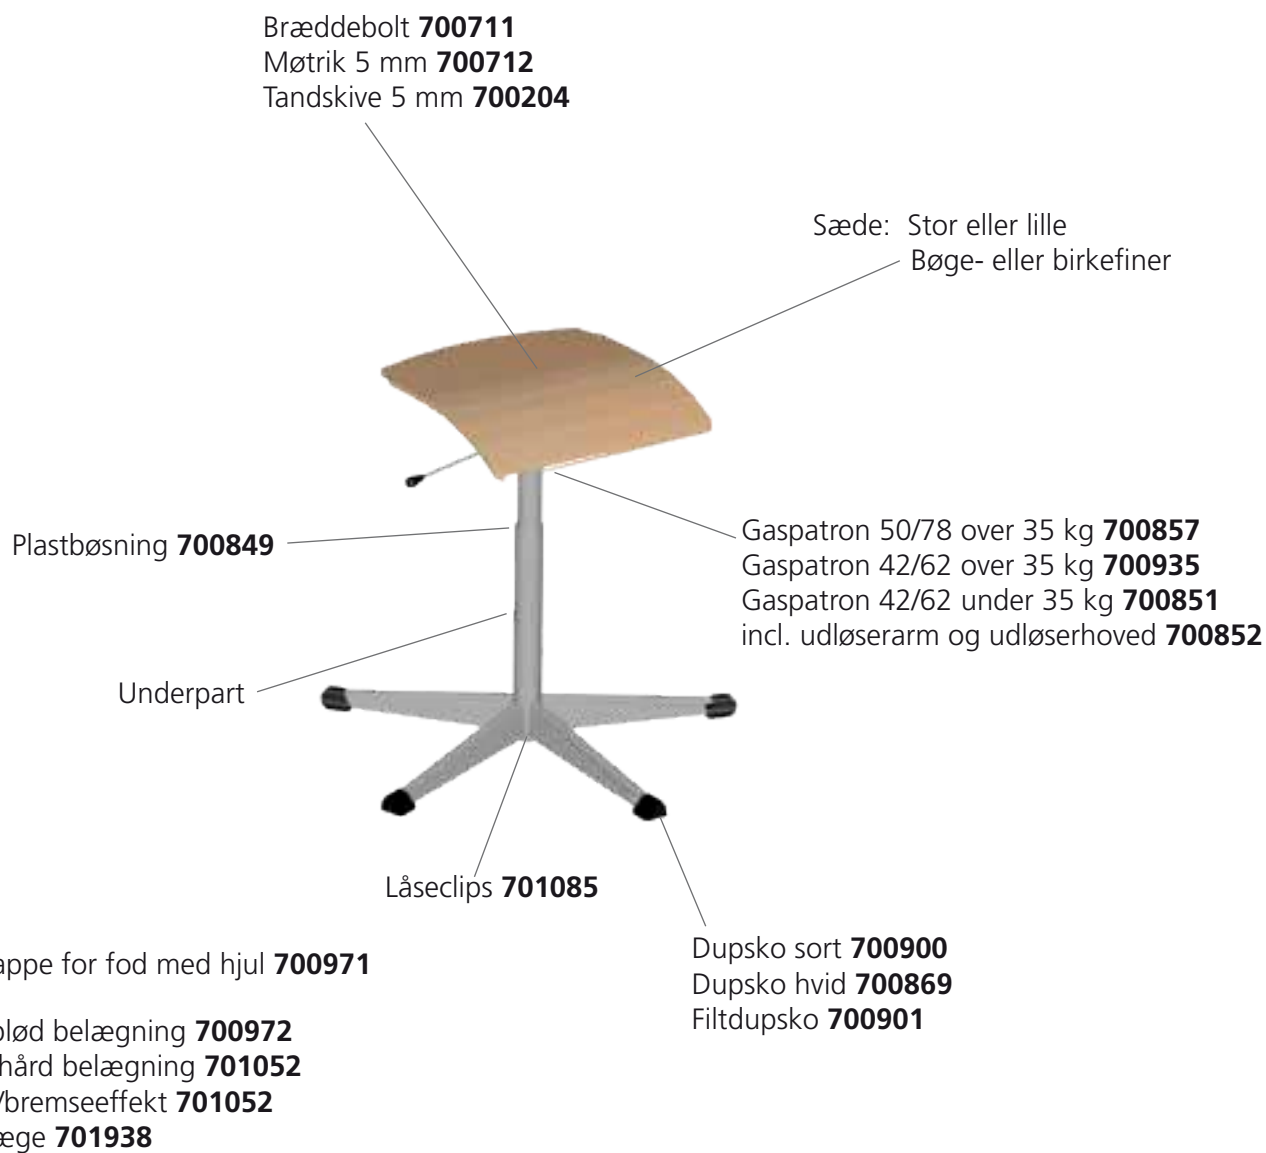 Bræddebolt 700711
Møtrik 5 mm 700712
Tandskive 5 mm 700204
Sæde: Stor eller lille
Bøge- eller birkefiner
Plastbøsning 700849
Gaspatron 50/78 over 35 kg 700857
Gaspatron 42/62 over 35 kg 700935
Gaspatron 42/62 under 35 kg 700851
incl. udløserarm og udløserhoved 700852
Underpart
Låseclips 701085
Dupsko sort 700900
Dupsko hvid 700869
Filtdupsko 700901
for fod med hjul 700971
belægning 700972
hård belægning 701052
/bremseeffekt 701052
701938